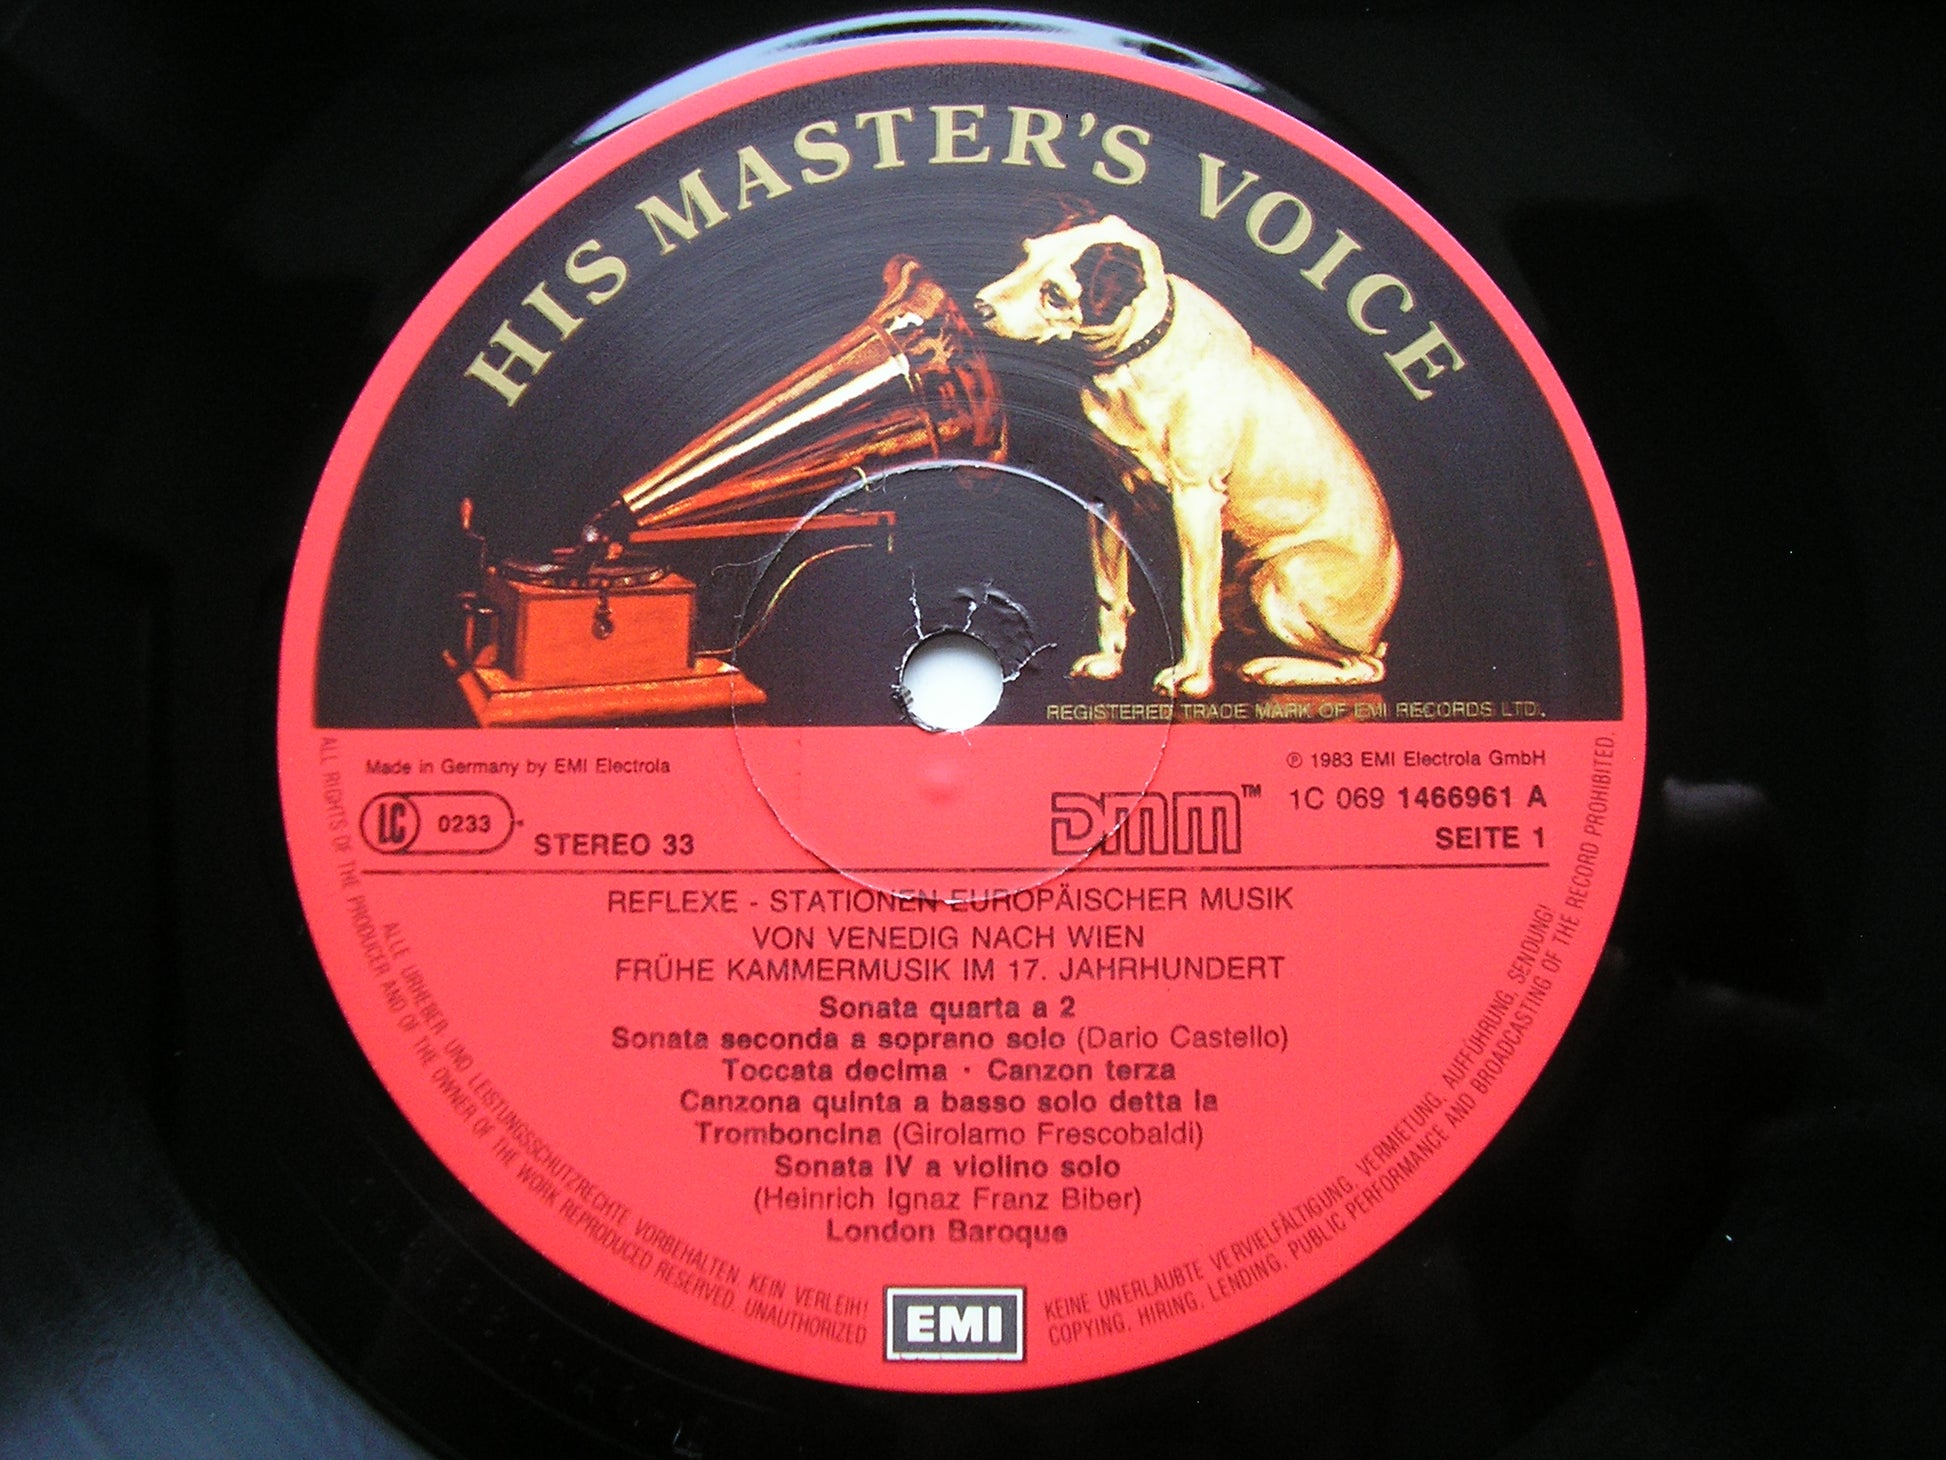 HIS MASTER'S VOICE
REGISTERED TRADE MARK OF EMI RECORDS LTD.
Made in Germany by EMI Electrola
℗ 1983 EMI Electrola GmbH
LC 0233
STEREO 33
DMM™
1C 069 1466961 A
SEITE 1
REFLEXE - STATIONEN EUROPÄISCHER MUSIK
VON VENEDIG NACH WIEN
FRÜHE KAMMERMUSIK IM 17. JAHRHUNDERT
Sonata quarta a 2
Sonata seconda a soprano solo (Dario Castello)
Toccata decima · Canzon terza
Canzona quinta a basso solo detta la
Tromboncina (Girolamo Frescobaldi)
Sonata IV a violino solo
(Heinrich Ignaz Franz Biber)
London Baroque
EMI
ALLE URHEBER- UND LEISTUNGSSCHUTZRECHTE VORBEHALTEN. KEIN VERLEIH! KEINE UNERLAUBTE VERVIELFÄLTIGUNG, VERMIETUNG, AUFFÜHRUNG, SENDUNG!
ALL RIGHTS OF THE PRODUCER AND OF THE OWNER OF THE WORK REPRODUCED RESERVED. UNAUTHORIZED COPYING, HIRING, LENDING, PUBLIC PERFORMANCE AND BROADCASTING OF THE RECORD PROHIBITED.